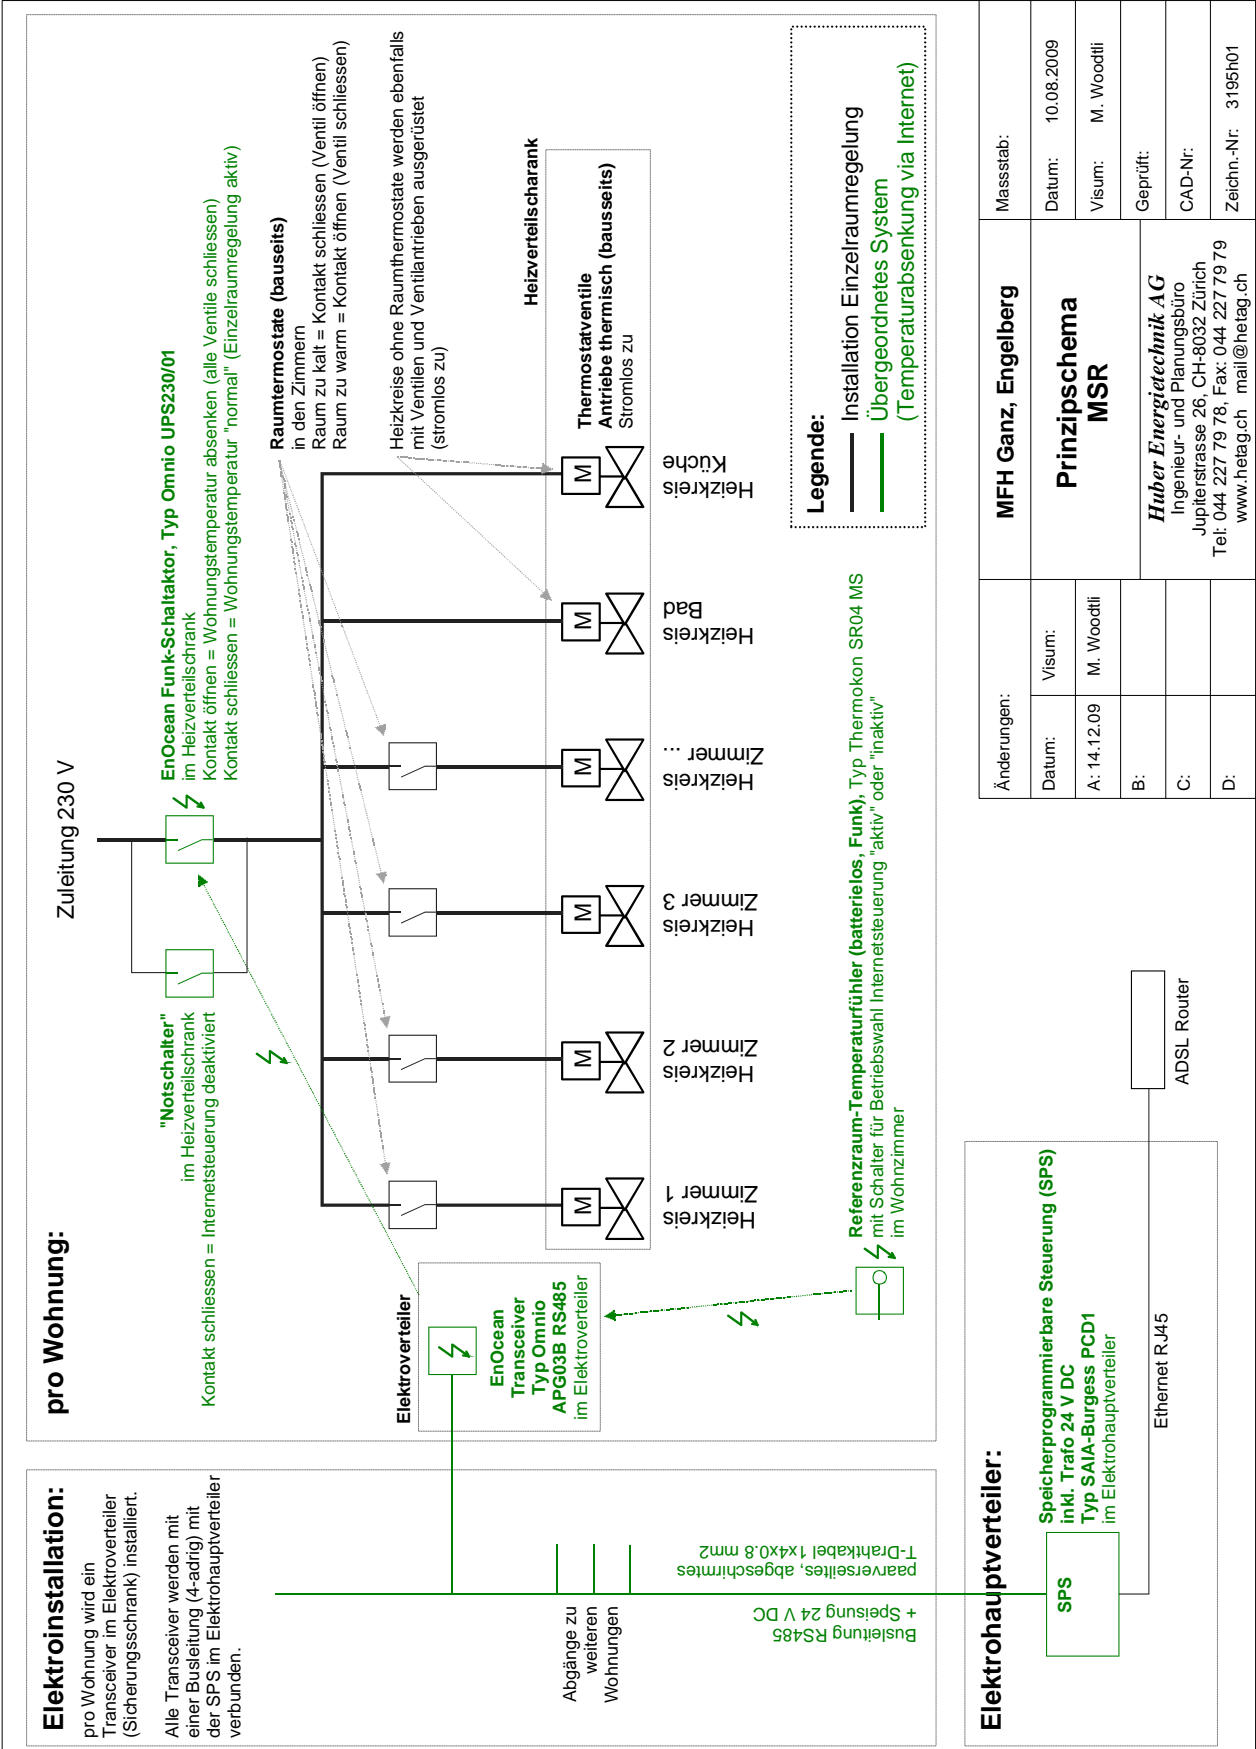 Elektroinstallation:
pro Wohnung wird ein
Transceiver im Elektroverteiler
(Sicherungsschrank) installiert.
Alle Transceiver werden mit
einer Busleitung (4-adrig) mit
der SPS im Elektrohauptverteiler
verbunden.
Abgänge zu
weiteren
Wohnungen
Busleitung RS485
+ Speisung 24 V DC
paarverseiltes, abgeschirmtes
T-Drahtkabel 1x4x0.8 mm2
pro Wohnung:
Zuleitung 230 V
"Notschalter"
im Heizverteilschrank
Kontakt schliessen = Internetsteuerung deaktiviert
EnOcean Funk-Schaltaktor, Typ Omnio UPS230/01
im Heizverteilschrank
Kontakt öffnen = Wohnungstemperatur absenken (alle Ventile schliessen)
Kontakt schliessen = Wohnungstemperatur "normal" (Einzelraumregelung aktiv)
Raumtermostate (bauseits)
in den Zimmern
Raum zu kalt = Kontakt schliessen (Ventil öffnen)
Raum zu warm = Kontakt öffnen (Ventil schliessen)
Heizkreise ohne Raumthermostate werden ebenfalls
mit Ventilen und Ventilantrieben ausgerüstet
(stromlos zu)
Elektroverteiler
EnOcean
Transceiver
Typ Omnio
APG03B RS485
im Elektroverteiler
Heizverteilscharank
Thermostatventile
Antriebe thermisch (bausseits)
Stromlos zu
M
M
M
M
M
M
Heizkreis
Zimmer 1
Heizkreis
Zimmer 2
Heizkreis
Zimmer 3
Heizkreis
Zimmer ...
Heizkreis
Bad
Heizkreis
Küche
Referenzraum-Temperaturfühler (batterielos, Funk), Typ Thermokon SR04 MS
mit Schalter für Betriebswahl Internetsteuerung "aktiv" oder "inaktiv"
im Wohnzimmer
Legende:
Installation Einzelraumregelung
Übergeordnetes System
(Temperaturabsenkung via Internet)
Elektrohauptverteiler:
SPS
Speicherprogrammierbare Steuerung (SPS)
inkl. Trafo 24 V DC
Typ SAIA-Burgess PCD1
im Elektrohauptverteiler
Ethernet RJ45
ADSL Router
Änderungen:
Datum:
Visum:
A: 14.12.09
M. Woodtli
B:
C:
D:
MFH Ganz, Engelberg
Prinzipschema
MSR
Huber Energietechnik AG
Ingenieur- und Planungsbüro
Jupiterstrasse 26, CH-8032 Zürich
Tel: 044 227 79 78, Fax: 044 227 79 79
www.hetag.ch mail@hetag.ch
Massstab:
Datum: 10.08.2009
Visum: M. Woodtli
Geprüft:
CAD-Nr:
Zeichn.-Nr: 3195h01